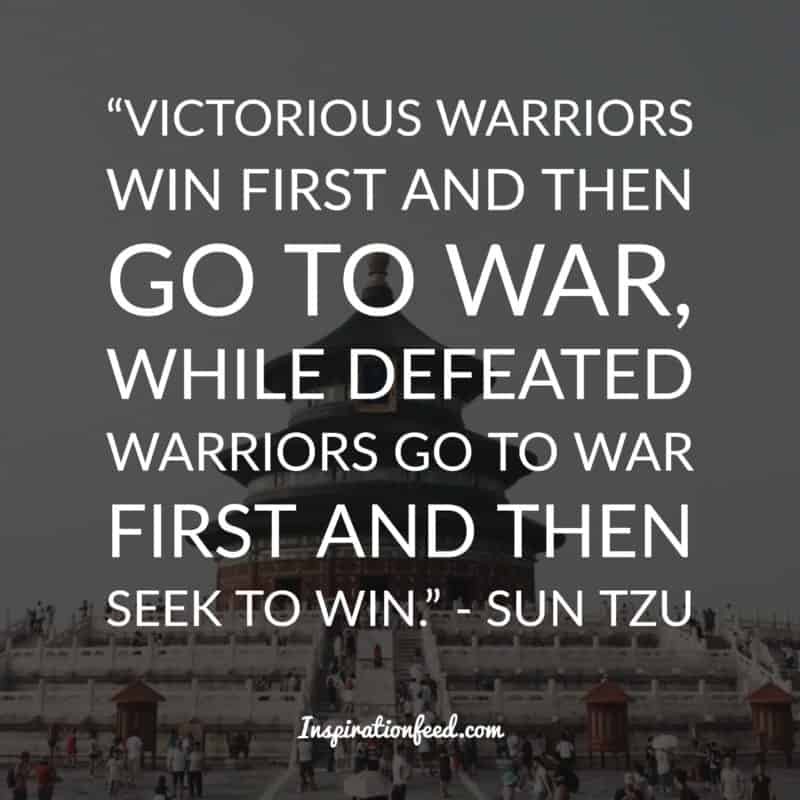 “VICTORIOUS WARRIORS
WIN FIRST AND THEN
GO TO WAR,
WHILE DEFEATED
WARRIORS GO TO WAR
FIRST AND THEN
SEEK TO WIN.” - SUN TZU
Inspirationfeed.com